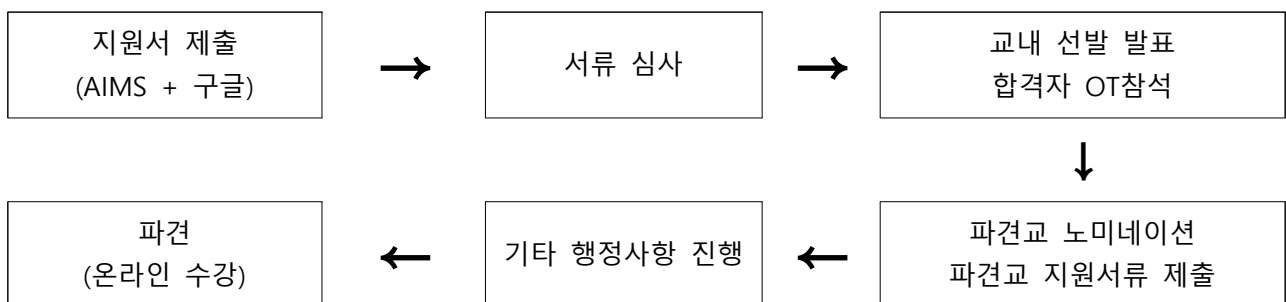 지원서 제출
(AIMS + 구글)
→
서류 심사
→
교내 선발 발표
합격자 OT참석
↓
파견교 노미네이션
파견교 지원서류 제출
←
기타 행정사항 진행
←
파견
(온라인 수강)